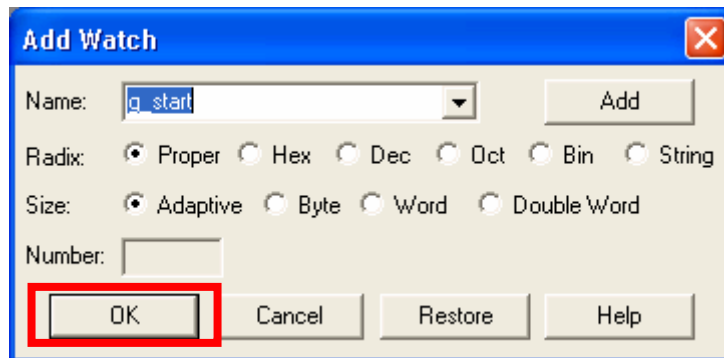 Add Watch
Name: g_start Add
Radix: Proper Hex Dec Oct Bin String
Size: Adaptive Byte Word Double Word
Number:
OK Cancel Restore Help